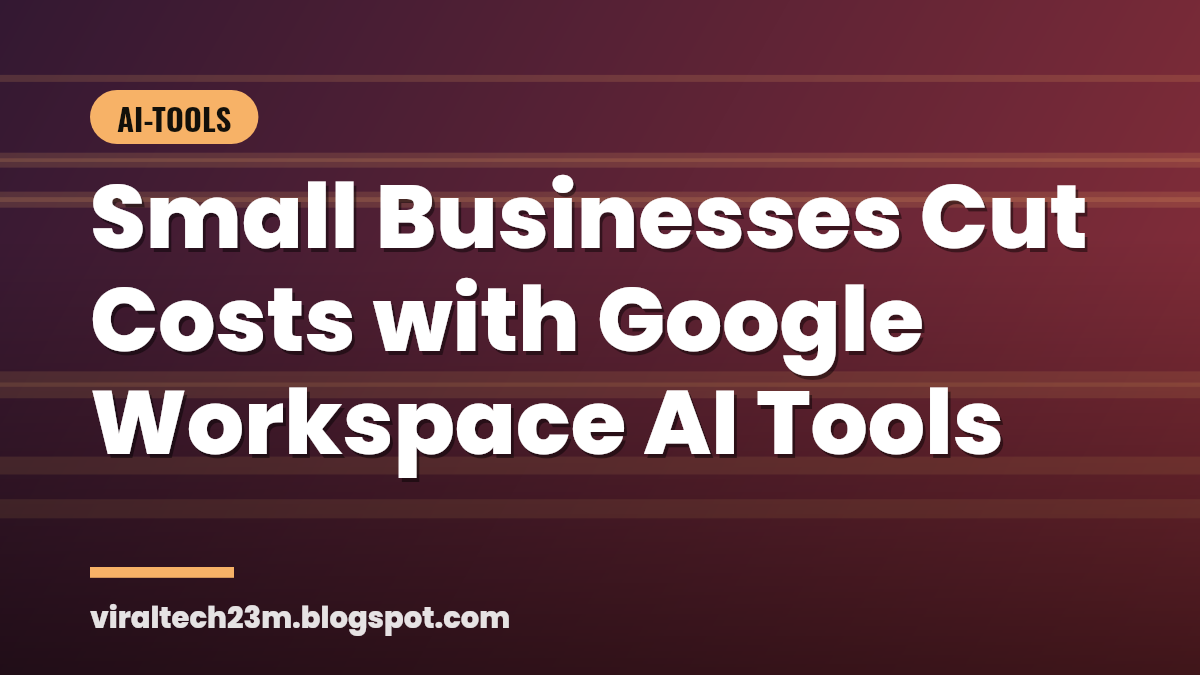 AI-TOOLS
Small Businesses Cut
Costs with Google
Workspace AI Tools
viraltech23m.blogspot.com